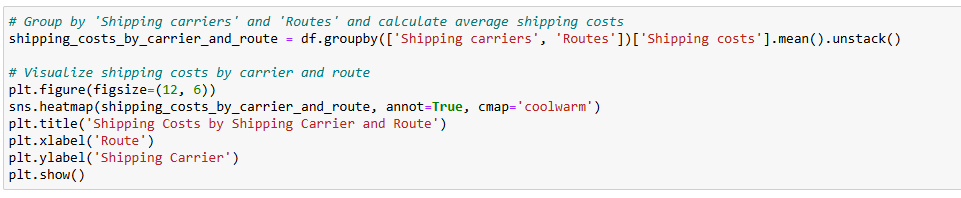 # Group by 'Shipping carriers' and 'Routes' and calculate average shipping costs
shipping_costs_by_carrier_and_route = df.groupby(['Shipping carriers', 'Routes'])['Shipping costs'].mean().unstack()
# Visualize shipping costs by carrier and route
plt.figure(figsize=(12, 6))
sns.heatmap(shipping_costs_by_carrier_and_route, annot=True, cmap='coolwarm')
plt.title('Shipping Costs by Shipping Carrier and Route')
plt.xlabel('Route')
plt.ylabel('Shipping Carrier')
plt.show()